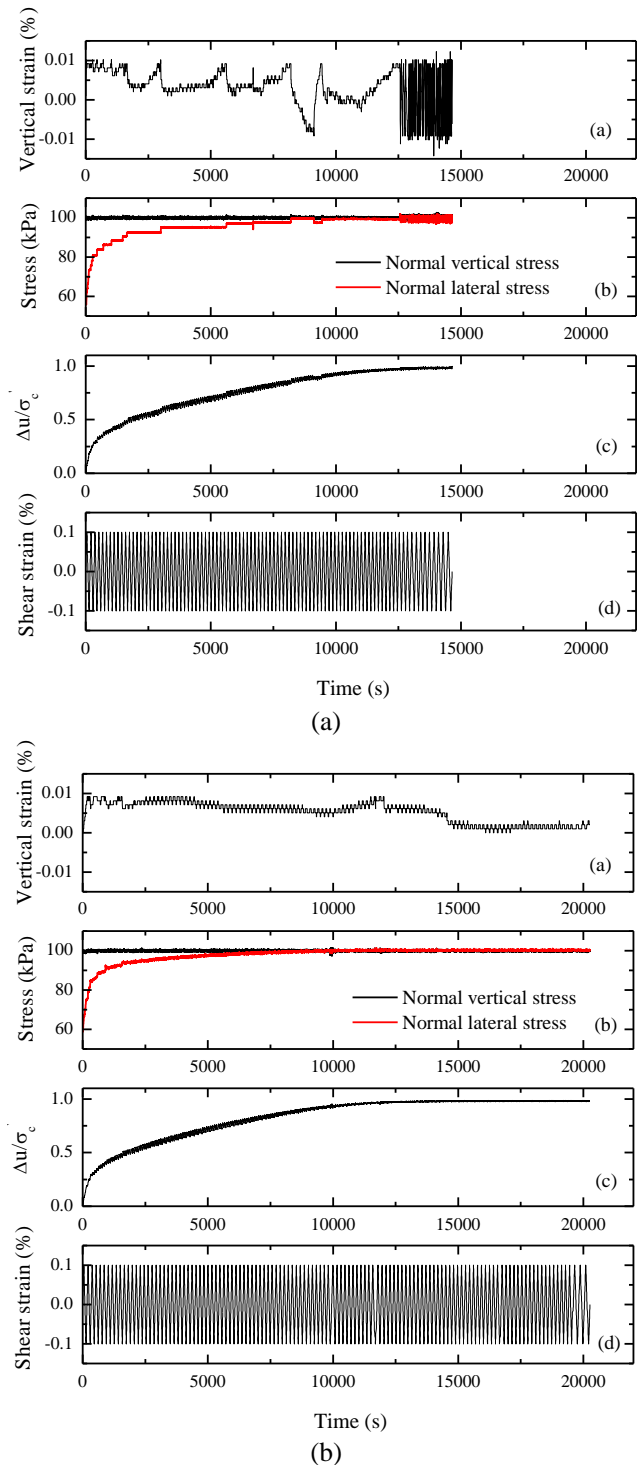 Vertical strain (%)
0.01
0.00
-0.01
(a)
0 5000 10000 15000 20000
Stress (kPa)
100
80
60
Normal vertical stress
Normal lateral stress
(b)
0 5000 10000 15000 20000
Δu/σc'
1.0
0.5
0.0
(c)
0 5000 10000 15000 20000
Shear strain (%)
0.1
0.0
-0.1
(d)
0 5000 10000 15000 20000
Time (s)
(a)
Vertical strain (%)
0.01
0.00
0.01
(a)
0 5000 10000 15000 20000
Stress (kPa)
100
80
60
Normal vertical stress
Normal lateral stress
(b)
0 5000 10000 15000 20000
Δu/σc'
1.0
0.5
0.0
(c)
0 5000 10000 15000 20000
Shear strain (%)
0.1
0.0
-0.1
(d)
0 5000 10000 15000 20000
Time (s)
(b)